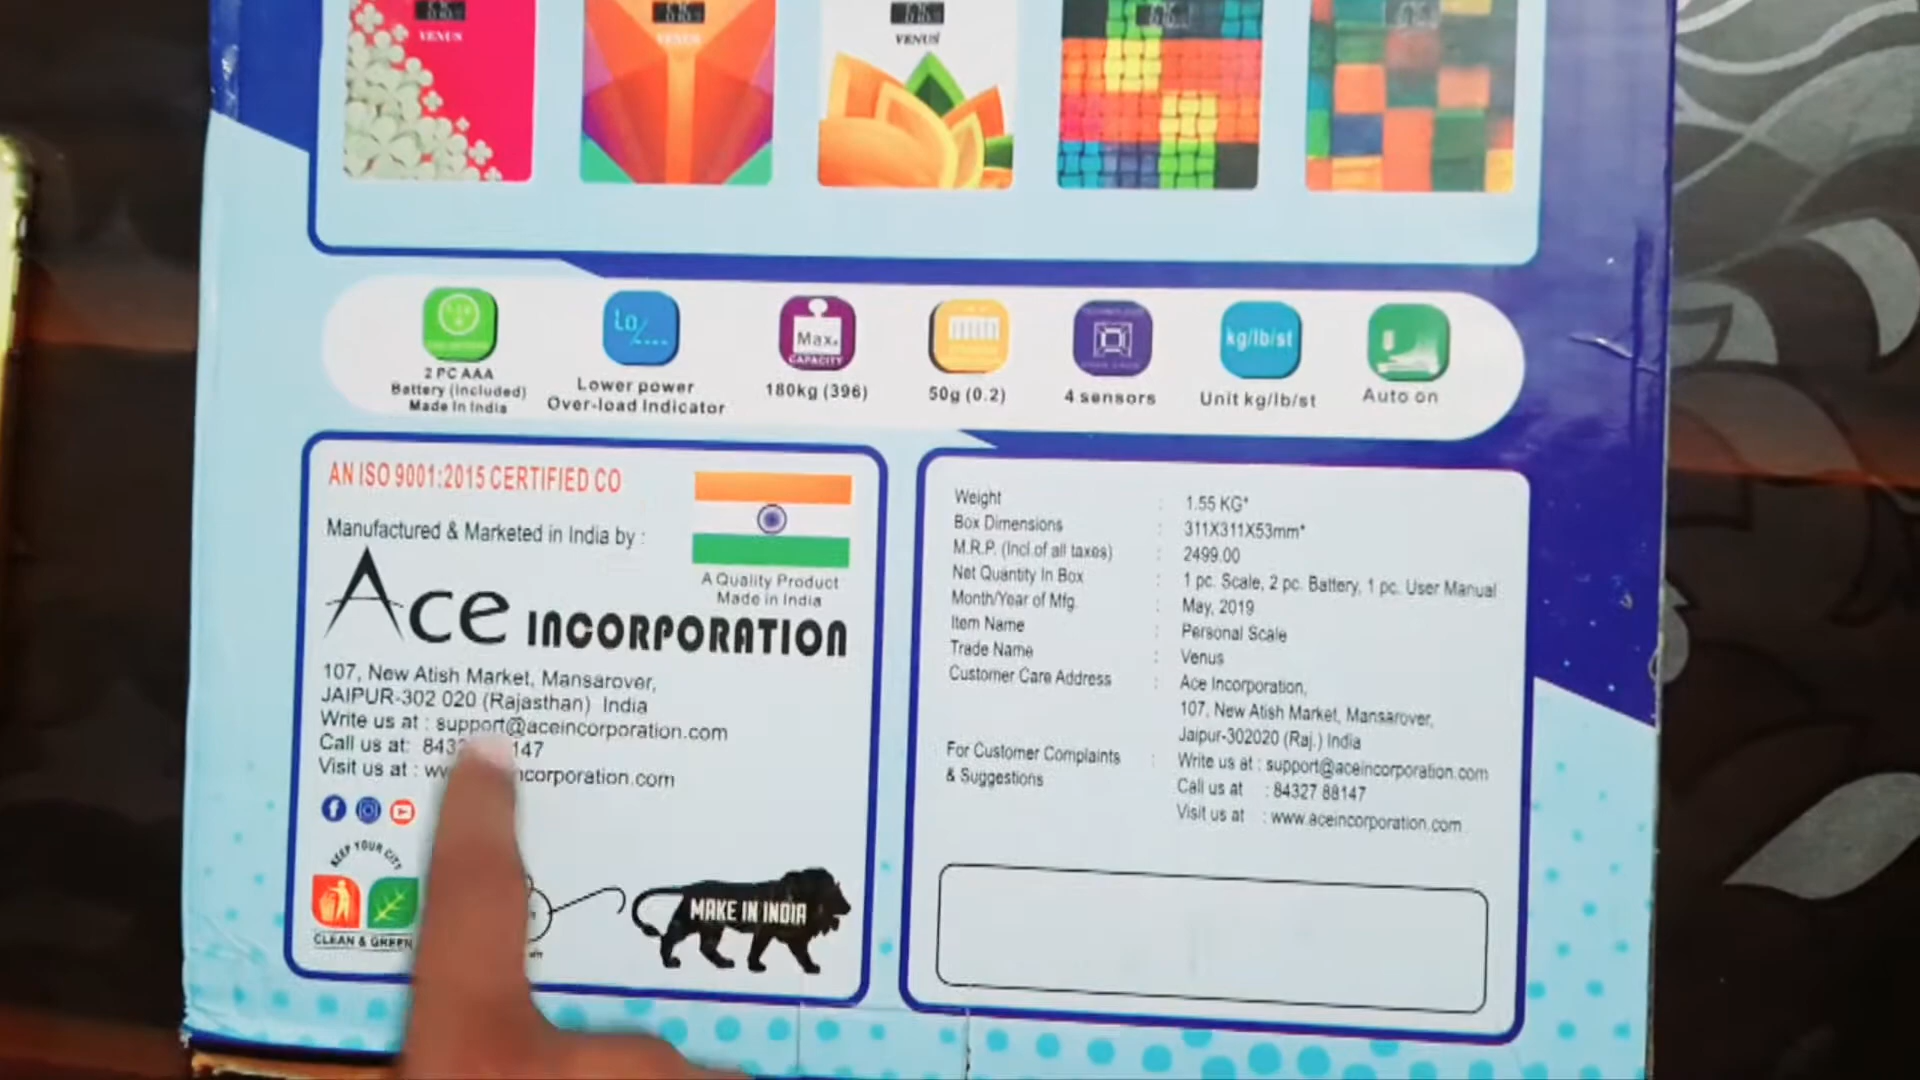 VENUS
VENUS
VENUS
Lo
Max.
CAPACITY
kg/lb/st
2 PC AAA
Battery (Included)
Made In India
Lower power
Over-load Indicator
180kg (396)
50g (0.2)
4 sensors
Unit kg/lb/st
Auto on
AN ISO 9001:2015 CERTIFIED CO
Manufactured & Marketed in India by :
A Quality Product
Made in India
Ace INCORPORATION
107, New Atish Market, Mansarover,
JAIPUR-302 020 (Rajasthan) India
Write us at : support@aceincorporation.com
Call us at: 843 147
Visit us at : ncorporation.com
KEEP YOUR CITY
CLEAN & GREEN
MAKE IN INDIA
Weight : 1.55 KG*
Box Dimensions : 311X311X53mm*
M.R.P. (Incl.of all taxes) : 2499.00
Net Quantity In Box : 1 pc. Scale, 2 pc. Battery, 1 pc. User Manual
Month/Year of Mfg. : May, 2019
Item Name : Personal Scale
Trade Name : Venus
Customer Care Address : Ace Incorporation,
107, New Atish Market, Mansarover,
Jaipur-302020 (Raj.) India
For Customer Complaints : Write us at : support@aceincorporation.com
& Suggestions
Call us at : 84327 88147
Visit us at : www.aceincorporation.com